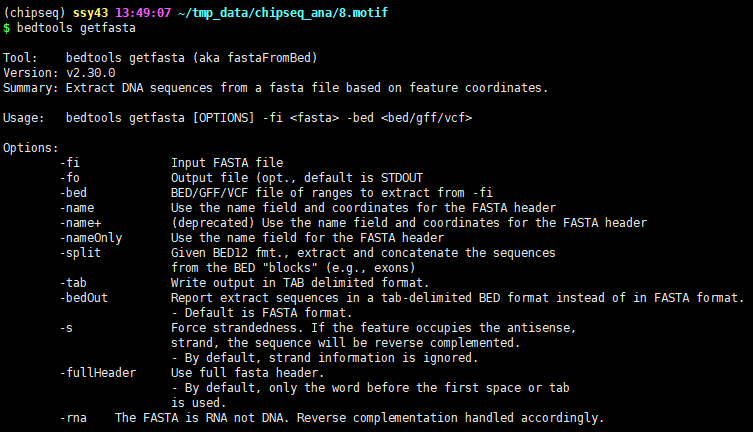 (chipseq) ssy43 13:49:07 ~/tmp_data/chipseq_ana/8.motif
$ bedtools getfasta
Tool:    bedtools getfasta (aka fastaFromBed)
Version: v2.30.0
Summary: Extract DNA sequences from a fasta file based on feature coordinates.
Usage:   bedtools getfasta [OPTIONS] -fi <fasta> -bed <bed/gff/vcf>
Options:
-fi             Input FASTA file
-fo             Output file (opt., default is STDOUT
-bed            BED/GFF/VCF file of ranges to extract from -fi
-name           Use the name field and coordinates for the FASTA header
-name+          (deprecated) Use the name field and coordinates for the FASTA header
-nameOnly       Use the name field for the FASTA header
-split          Given BED12 fmt., extract and concatenate the sequences
from the BED "blocks" (e.g., exons)
-tab            Write output in TAB delimited format.
-bedOut         Report extract sequences in a tab-delimited BED format instead of in FASTA format.
- Default is FASTA format.
-s              Force strandedness. If the feature occupies the antisense,
strand, the sequence will be reverse complemented.
- By default, strand information is ignored.
-fullHeader     Use full fasta header.
- By default, only the word before the first space or tab
is used.
-rna    The FASTA is RNA not DNA. Reverse complementation handled accordingly.